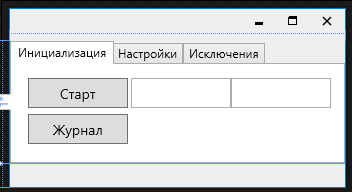 Инициализация Настройки Исключения
Старт
Журнал